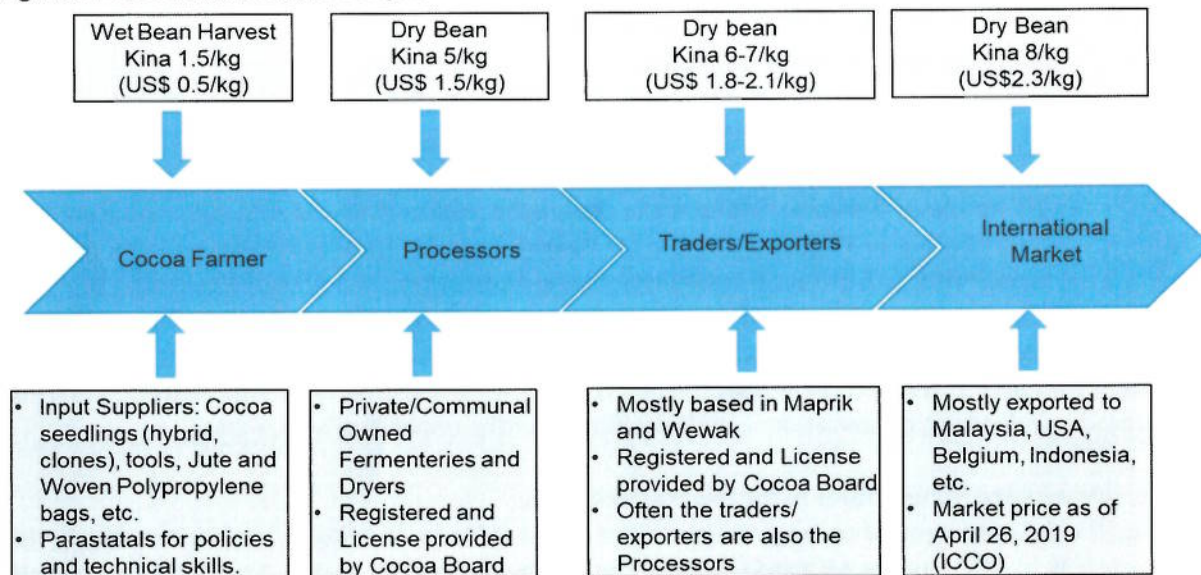 Wet Bean Harvest
Kina 1.5/kg
(US$ 0.5/kg)
Dry Bean
Kina 5/kg
(US$ 1.5/kg)
Dry bean
Kina 6-7/kg
(US$ 1.8-2.1/kg)
Dry Bean
Kina 8/kg
(US$2.3/kg)
Cocoa Farmer
Processors
Traders/Exporters
International
Market
• Input Suppliers: Cocoa
seedlings (hybrid,
clones), tools, Jute and
Woven Polypropylene
bags, etc.
• Parastatals for policies
and technical skills.
• Private/Communal
Owned
Fermenteries and
Dryers
• Registered and
License provided
by Cocoa Board
• Mostly based in Maprik
and Wewak
• Registered and License
provided by Cocoa Board
• Often the traders/
exporters are also the
Processors
• Mostly exported to
Malaysia, USA,
Belgium, Indonesia,
etc.
• Market price as of
April 26, 2019
(ICCO)